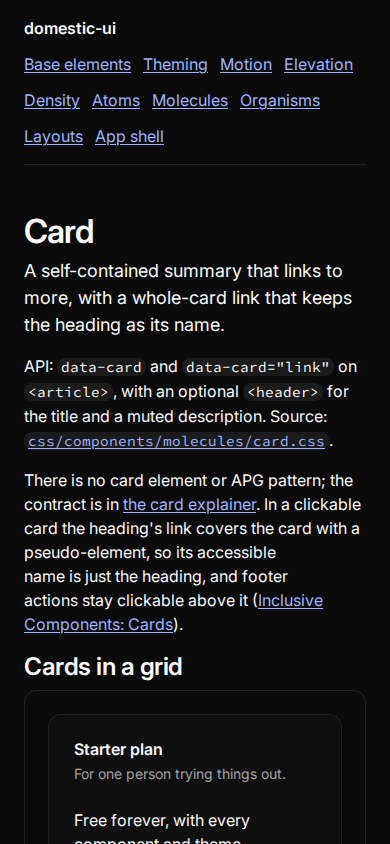 domestic-ui
Base elements Theming Motion Elevation
Density Atoms Molecules Organisms
Layouts App shell
Card
A self-contained summary that links to
more, with a whole-card link that keeps
the heading as its name.
API: data-card and data-card="link" on
<article>, with an optional <header> for
the title and a muted description. Source:
css/components/molecules/card.css.
There is no card element or APG pattern; the
contract is in the card explainer. In a clickable
card the heading's link covers the card with a
pseudo-element, so its accessible
name is just the heading, and footer
actions stay clickable above it (Inclusive
Components: Cards).
Cards in a grid
Starter plan
For one person trying things out.
Free forever, with every
component and theme